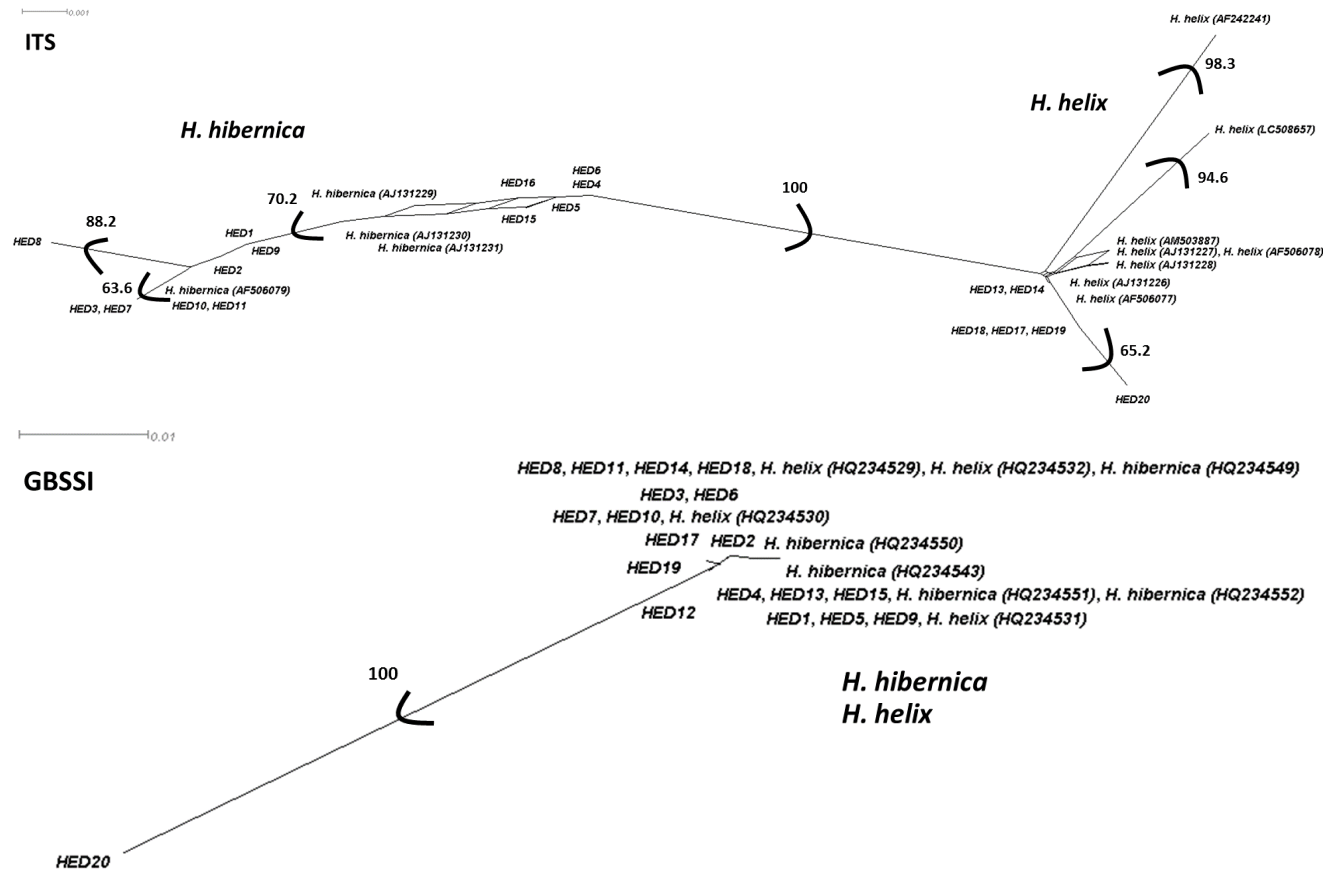 0.001
ITS
H. helix (AF242241)
98.3
H. helix
H. hibernica
H. helix (LC508657)
94.6
HED6
HED4
HED16
100
70.2
H. hibernica (AJ131229)
HED5
HED15
88.2
HED1
H. hibernica (AJ131230)
H. hibernica (AJ131231)
HED8
HED9
HED2
H. helix (AM503887)
H. helix (AJ131227), H. helix (AF506078)
H. helix (AJ131228)
63.6
H. hibernica (AF506079)
HED3, HED7
HED10, HED11
HED13, HED14
H. helix (AJ131226)
H. helix (AF506077)
HED18, HED17, HED19
65.2
HED20
0.01
GBSSI
HED8, HED11, HED14, HED18, H. helix (HQ234529), H. helix (HQ234532), H. hibernica (HQ234549)
HED3, HED6
HED7, HED10, H. helix (HQ234530)
HED17 HED2 H. hibernica (HQ234550)
HED19
H. hibernica (HQ234543)
HED4, HED13, HED15, H. hibernica (HQ234551), H. hibernica (HQ234552)
HED12
HED1, HED5, HED9, H. helix (HQ234531)
100
H. hibernica
H. helix
HED20